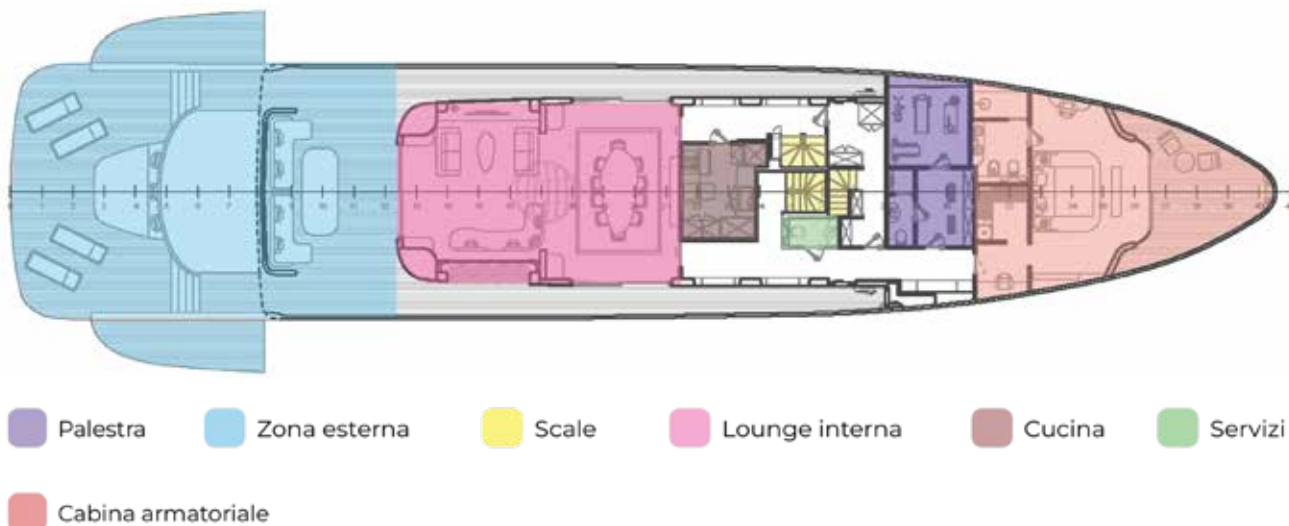 Palestra
Zona esterna
Scale
Lounge interna
Cucina
Servizi
Cabina armatoriale